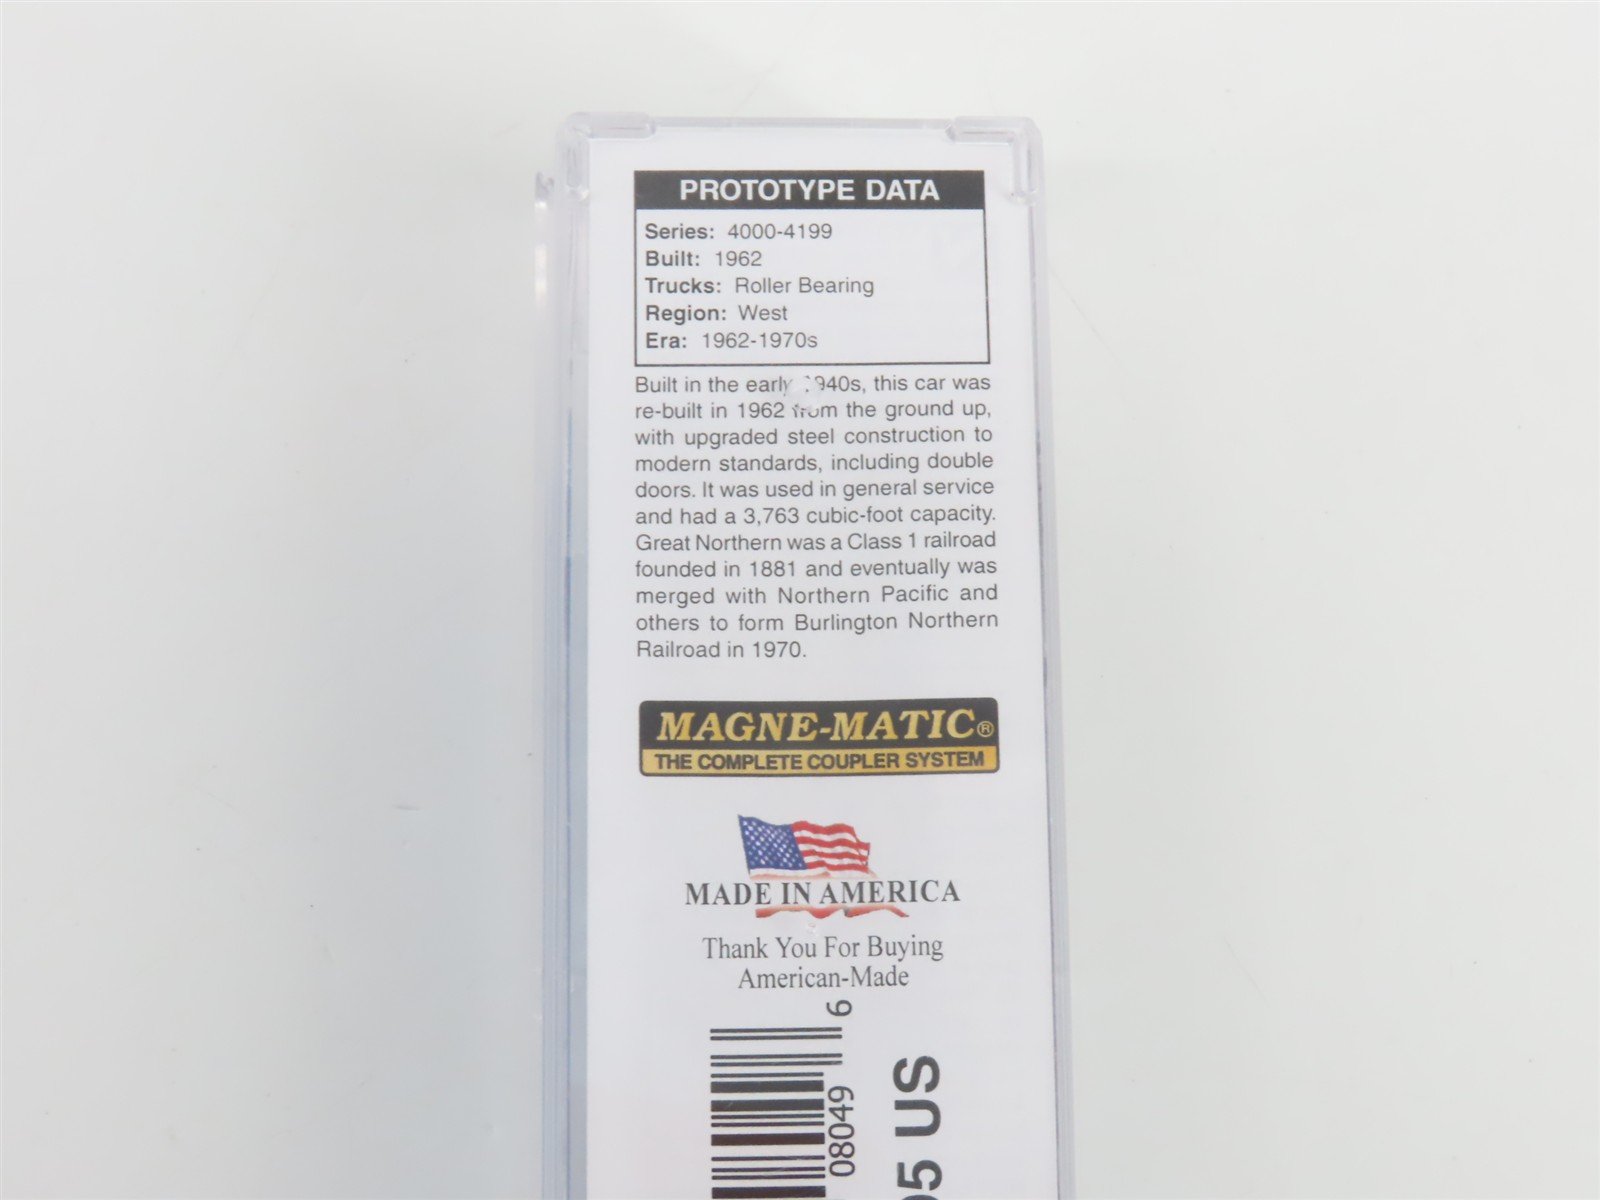 PROTOTYPE DATA
Series: 4000-4199
Built: 1962
Trucks: Roller Bearing
Region: West
Era: 1962-1970s
Built in the early 1940s, this car was
re-built in 1962 from the ground up,
with upgraded steel construction to
modern standards, including double
doors. It was used in general service
and had a 3,763 cubic-foot capacity.
Great Northern was a Class 1 railroad
founded in 1881 and eventually was
merged with Northern Pacific and
others to form Burlington Northern
Railroad in 1970.
MAGNE-MATIC®
THE COMPLETE COUPLER SYSTEM
MADE IN AMERICA
Thank You For Buying
American-Made
08049 6
US